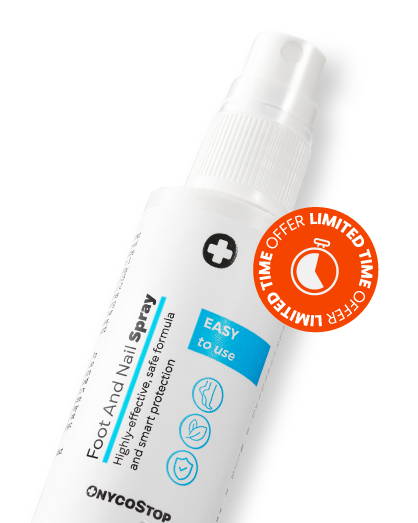 LIMITED TIME OFFER LIMITED TIME OFFER
EASY
to use
Foot And Nail Spray
Highly-effective, safe formula
and smart protection
ONYCOSTOP